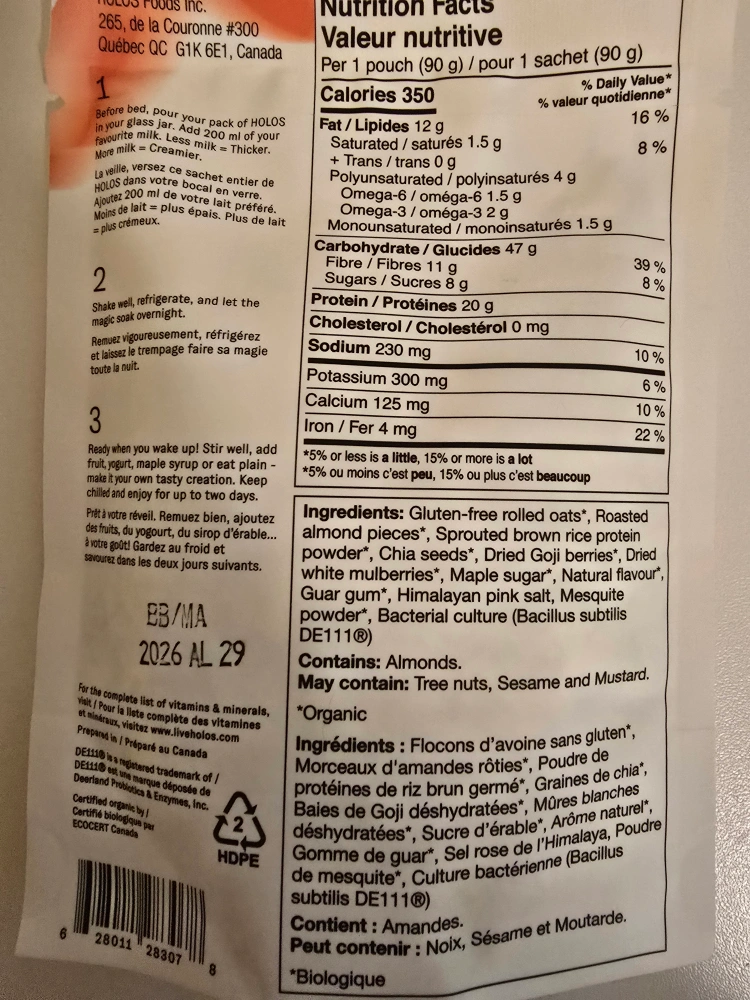 Foods Inc.
265, de la Couronne #300
Québec QC G1K 6E1, Canada
1
Before bed, pour your pack of HOLOS
in your glass jar. Add 200 ml of your
favourite milk. Less milk = Thicker.
More milk = Creamier.
La veille, versez ce sachet entier de
HOLOS dans votre bocal en verre.
Ajoutez 200 ml de votre lait préféré.
Moins de lait = plus épais. Plus de lait
= plus crémeux.
2
Shake well, refrigerate, and let the
magic soak overnight.
Remuez vigoureusement, réfrigérez
et laissez le trempage faire sa magie
toute la nuit.
3
Ready when you wake up! Stir well, add
fruit, yogurt, maple syrup or eat plain -
make it your own tasty creation. Keep
chilled and enjoy for up to two days.
Prêt à votre réveil. Remuez bien, ajoutez
des fruits, du yogourt, du sirop d'érable...
à votre goût! Gardez au froid et
savourez dans les deux jours suivants.
BB/MA
2026 AL 29
For the complete list of vitamins & minerals,
visit / Pour la liste complète des vitamines
et minéraux, visitez www.liveholos.com
Prepared in / Préparé au Canada
DE111® is a registered trademark of /
DE111® est une marque déposée de
Deerland Probiotics & Enzymes, Inc.
Certified organic by /
Certifié biologique par
ECOCERT Canada
2
HDPE
6 28011 28307 8
Nutrition Facts
Valeur nutritive
Per 1 pouch (90 g) / pour 1 sachet (90 g)
Calories 350
% Daily Value*
% valeur quotidienne*
Fat / Lipides 12 g 16 %
Saturated / saturés 1.5 g 8 %
+ Trans / trans 0 g
Polyunsaturated / polyinsaturés 4 g
Omega-6 / oméga-6 1.5 g
Omega-3 / oméga-3 2 g
Monounsaturated / monoinsaturés 1.5 g
Carbohydrate / Glucides 47 g
Fibre / Fibres 11 g 39 %
Sugars / Sucres 8 g 8 %
Protein / Protéines 20 g
Cholesterol / Cholestérol 0 mg
Sodium 230 mg 10 %
Potassium 300 mg 6 %
Calcium 125 mg 10 %
Iron / Fer 4 mg 22 %
*5% or less is a little, 15% or more is a lot
*5% ou moins c'est peu, 15% ou plus c'est beaucoup
Ingredients: Gluten-free rolled oats*, Roasted
almond pieces*, Sprouted brown rice protein
powder*, Chia seeds*, Dried Goji berries*, Dried
white mulberries*, Maple sugar*, Natural flavour*,
Guar gum*, Himalayan pink salt, Mesquite
powder*, Bacterial culture (Bacillus subtilis
DE111®)
Contains: Almonds.
May contain: Tree nuts, Sesame and Mustard.
*Organic
Ingrédients : Flocons d'avoine sans gluten*,
Morceaux d'amandes rôties*, Poudre de
protéines de riz brun germé*, Graines de chia*,
Baies de Goji déshydratées*, Mûres blanches
déshydratées*, Sucre d'érable*, Arôme naturel*,
Gomme de guar*, Sel rose de l'Himalaya, Poudre
de mesquite*, Culture bactérienne (Bacillus
subtilis DE111®)
Contient : Amandes.
Peut contenir : Noix, Sésame et Moutarde.
*Biologique